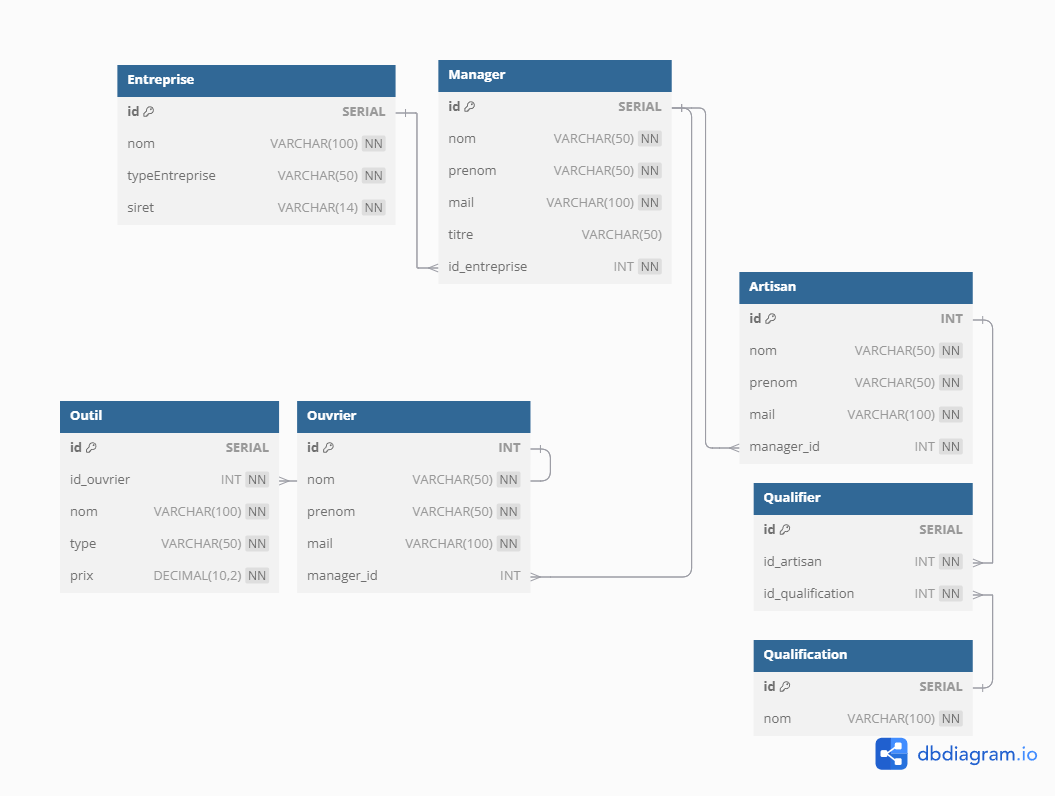 Entreprise
id SERIAL
nom VARCHAR(100) NN
typeEntreprise VARCHAR(50) NN
siret VARCHAR(14) NN
Manager
id SERIAL
nom VARCHAR(50) NN
prenom VARCHAR(50) NN
mail VARCHAR(100) NN
titre VARCHAR(50)
id_entreprise INT NN
Artisan
id INT
nom VARCHAR(50) NN
prenom VARCHAR(50) NN
mail VARCHAR(100) NN
manager_id INT NN
Outil
id SERIAL
id_ouvrier INT NN
nom VARCHAR(100) NN
type VARCHAR(50) NN
prix DECIMAL(10,2) NN
Ouvrier
id INT
nom VARCHAR(50) NN
prenom VARCHAR(50) NN
mail VARCHAR(100) NN
manager_id INT
Qualifier
id SERIAL
id_artisan INT NN
id_qualification INT NN
Qualification
id SERIAL
nom VARCHAR(100) NN
dbdiagram.io